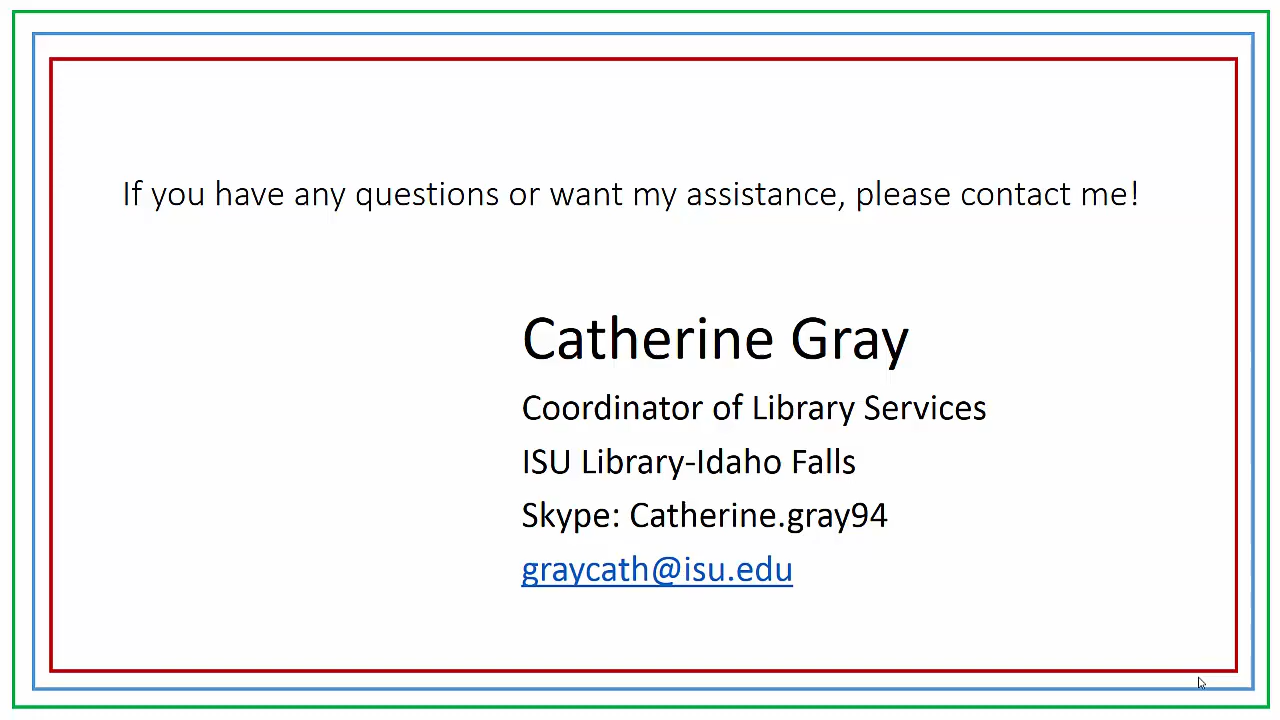 If you have any questions or want my assistance, please contact me!
Catherine Gray
Coordinator of Library Services
ISU Library-Idaho Falls
Skype: Catherine.gray94
graycath@isu.edu